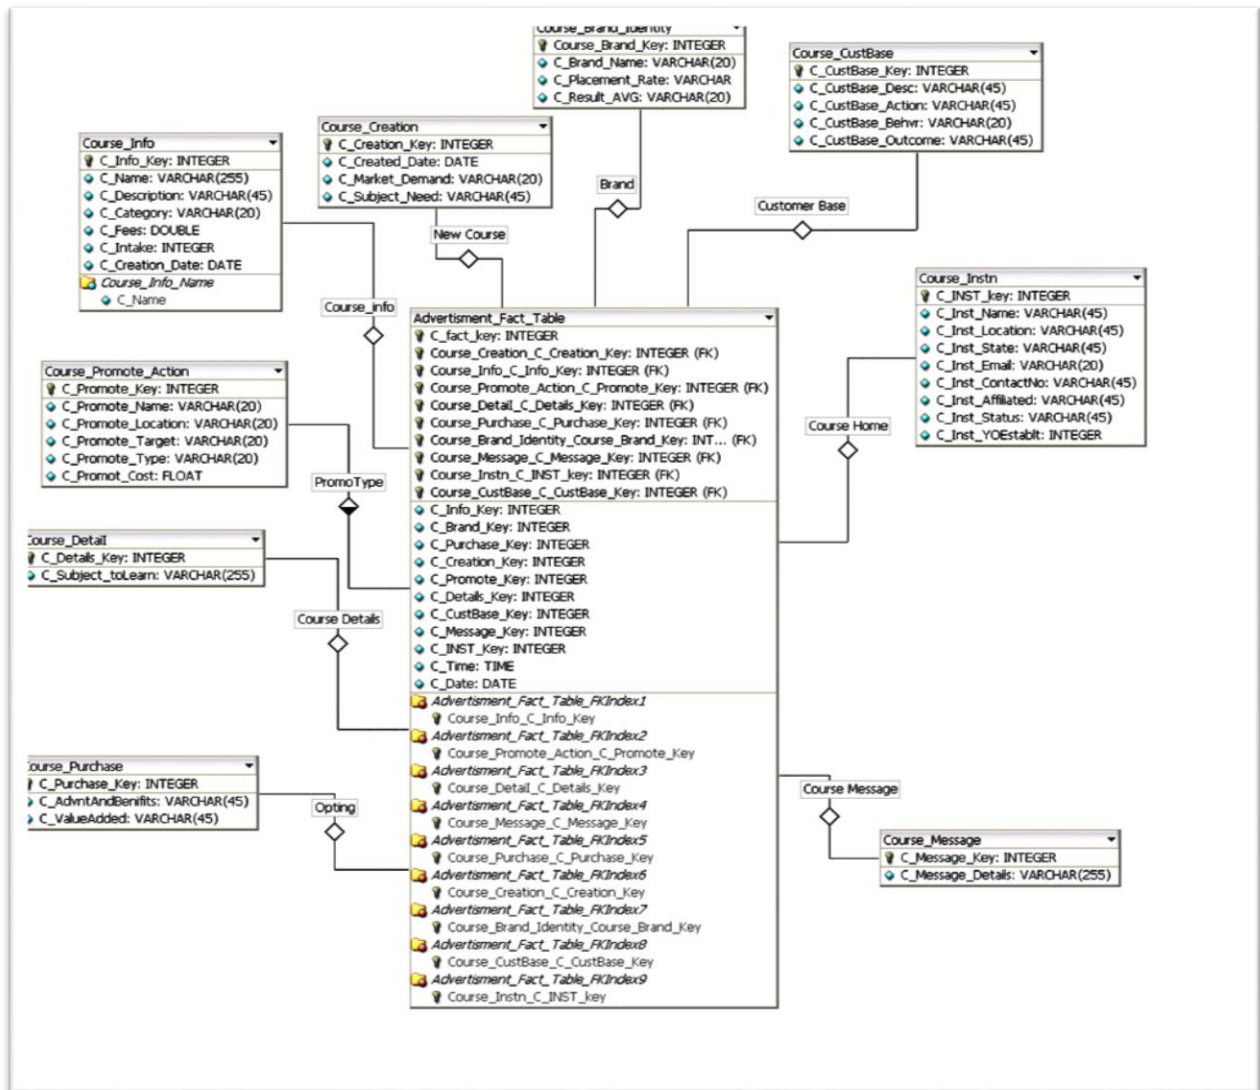 Course_Brand_Identity
Course_Brand_Key: INTEGER
C_Brand_Name: VARCHAR(20)
C_Placement_Rate: VARCHAR
C_Result_AVG: VARCHAR(20)
Course_CustBase
C_CustBase_Key: INTEGER
C_CustBase_Desc: VARCHAR(45)
C_CustBase_Action: VARCHAR(45)
C_CustBase_Behvr: VARCHAR(20)
C_CustBase_Outcome: VARCHAR(45)
Course_Creation
C_Creation_Key: INTEGER
C_Created_Date: DATE
C_Market_Demand: VARCHAR(20)
C_Subject_Need: VARCHAR(45)
Course_Info
C_Info_Key: INTEGER
C_Name: VARCHAR(255)
C_Description: VARCHAR(45)
C_Category: VARCHAR(20)
C_Fees: DOUBLE
C_Intake: INTEGER
C_Creation_Date: DATE
Course_Info_Name
C_Name
Brand
Customer Base
New Course
Course_info
Course_Instn
C_INST_key: INTEGER
C_Inst_Name: VARCHAR(45)
C_Inst_Location: VARCHAR(45)
C_Inst_State: VARCHAR(45)
C_Inst_Email: VARCHAR(20)
C_Inst_ContactNo: VARCHAR(45)
C_Inst_Affiliated: VARCHAR(45)
C_Inst_Status: VARCHAR(45)
C_Inst_YOEstablt: INTEGER
Course_Promote_Action
C_Promote_Key: INTEGER
C_Promote_Name: VARCHAR(20)
C_Promote_Location: VARCHAR(20)
C_Promote_Target: VARCHAR(20)
C_Promote_Type: VARCHAR(20)
C_Promot_Cost: FLOAT
PromoType
Course Home
Advertisment_Fact_Table
C_fact_key: INTEGER
Course_Creation_C_Creation_Key: INTEGER (FK)
Course_Info_C_Info_Key: INTEGER (FK)
Course_Promote_Action_C_Promote_Key: INTEGER (FK)
Course_Detail_C_Details_Key: INTEGER (FK)
Course_Purchase_C_Purchase_Key: INTEGER (FK)
Course_Brand_Identity_Course_Brand_Key: INT... (FK)
Course_Message_C_Message_Key: INTEGER (FK)
Course_Instn_C_INST_key: INTEGER (FK)
Course_CustBase_C_CustBase_Key: INTEGER (FK)
C_Info_Key: INTEGER
C_Brand_Key: INTEGER
C_Purchase_Key: INTEGER
C_Creation_Key: INTEGER
C_Promote_Key: INTEGER
C_Details_Key: INTEGER
C_CustBase_Key: INTEGER
C_Message_Key: INTEGER
C_INST_Key: INTEGER
C_Time: TIME
C_Date: DATE
Advertisment_Fact_Table_FKIndex1
Course_Info_C_Info_Key
Advertisment_Fact_Table_FKIndex2
Course_Promote_Action_C_Promote_Key
Advertisment_Fact_Table_FKIndex3
Course_Detail_C_Details_Key
Advertisment_Fact_Table_FKIndex4
Course_Message_C_Message_Key
Advertisment_Fact_Table_FKIndex5
Course_Purchase_C_Purchase_Key
Advertisment_Fact_Table_FKIndex6
Course_Creation_C_Creation_Key
Advertisment_Fact_Table_FKIndex7
Course_Brand_Identity_Course_Brand_Key
Advertisment_Fact_Table_FKIndex8
Course_CustBase_C_CustBase_Key
Advertisment_Fact_Table_FKIndex9
Course_Instn_C_INST_key
Course_Detail
C_Details_Key: INTEGER
C_Subject_toLearn: VARCHAR(255)
Course Details
Course_Purchase
C_Purchase_Key: INTEGER
C_AdvntAndBenifits: VARCHAR(45)
C_ValueAdded: VARCHAR(45)
Opting
Course Message
Course_Message
C_Message_Key: INTEGER
C_Message_Details: VARCHAR(255)